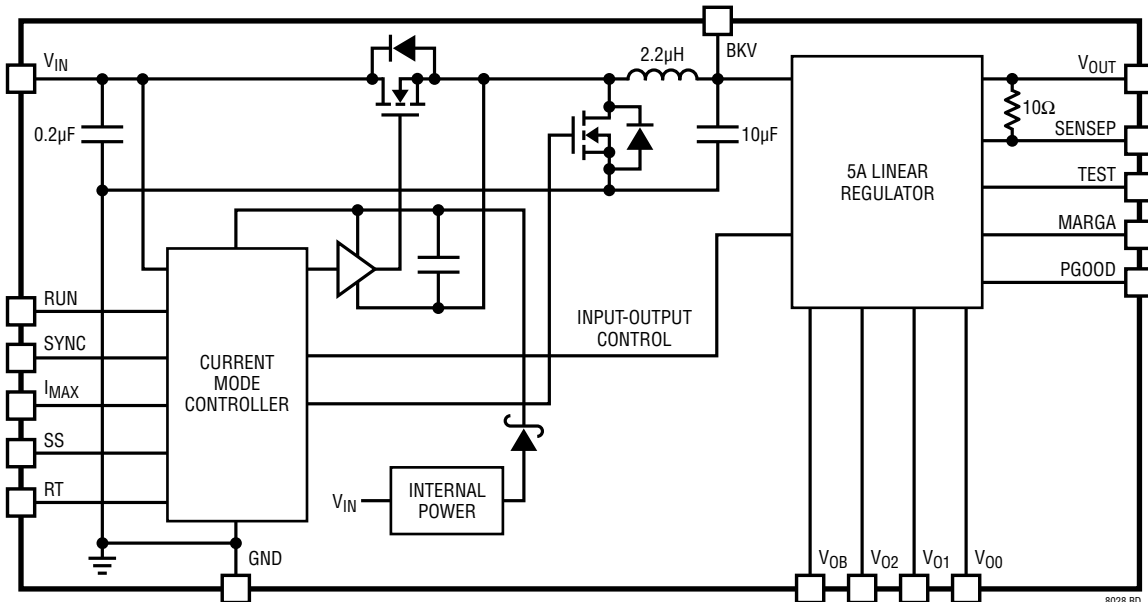 V_IN
BKV
2.2µH
V_OUT
0.2µF
10µF
10Ω
SENSEP
5A LINEAR
REGULATOR
TEST
MARGA
PGOOD
RUN
SYNC
I_MAX
SS
RT
CURRENT
MODE
CONTROLLER
INPUT-OUTPUT
CONTROL
V_IN
INTERNAL
POWER
GND
V_OB
V_O2
V_O1
V_O0
8028 BD